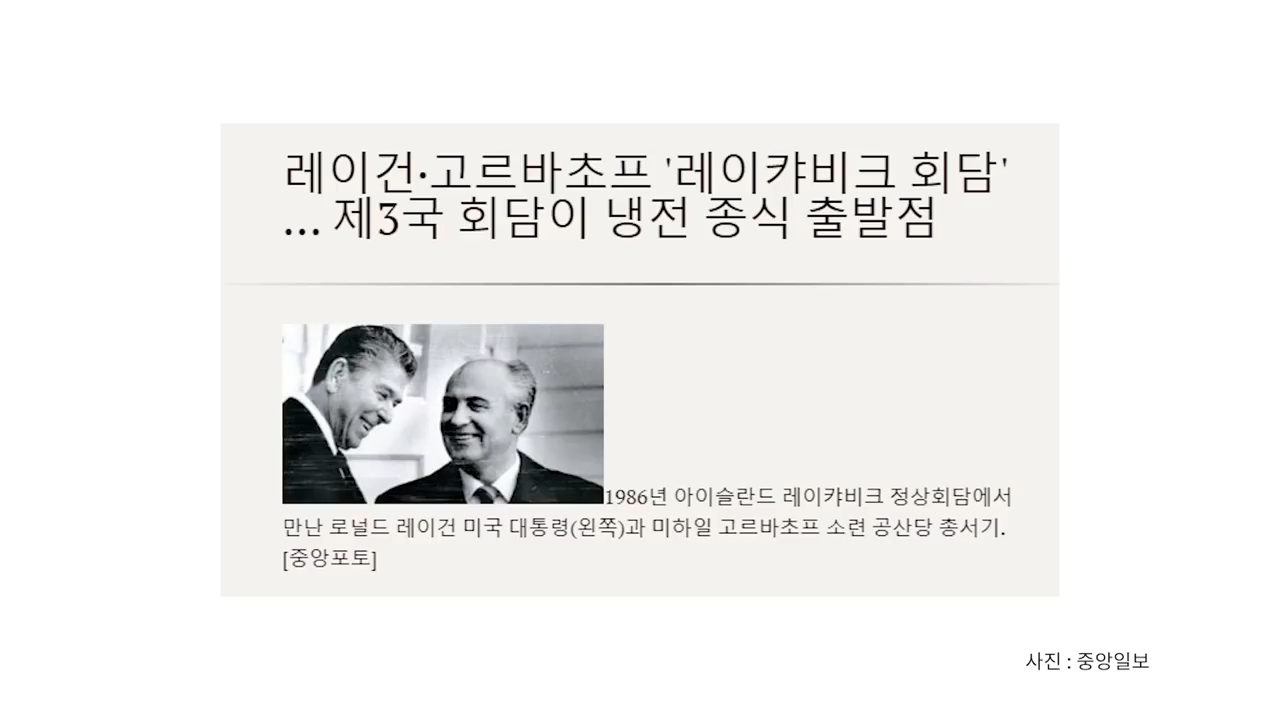 레이건·고르바초프 '레이캬비크 회담'
... 제3국 회담이 냉전 종식 출발점
1986년 아이슬란드 레이캬비크 정상회담에서
만난 로널드 레이건 미국 대통령(왼쪽)과 미하일 고르바초프 소련 공산당 총서기.
[중앙포토]
사진 : 중앙일보